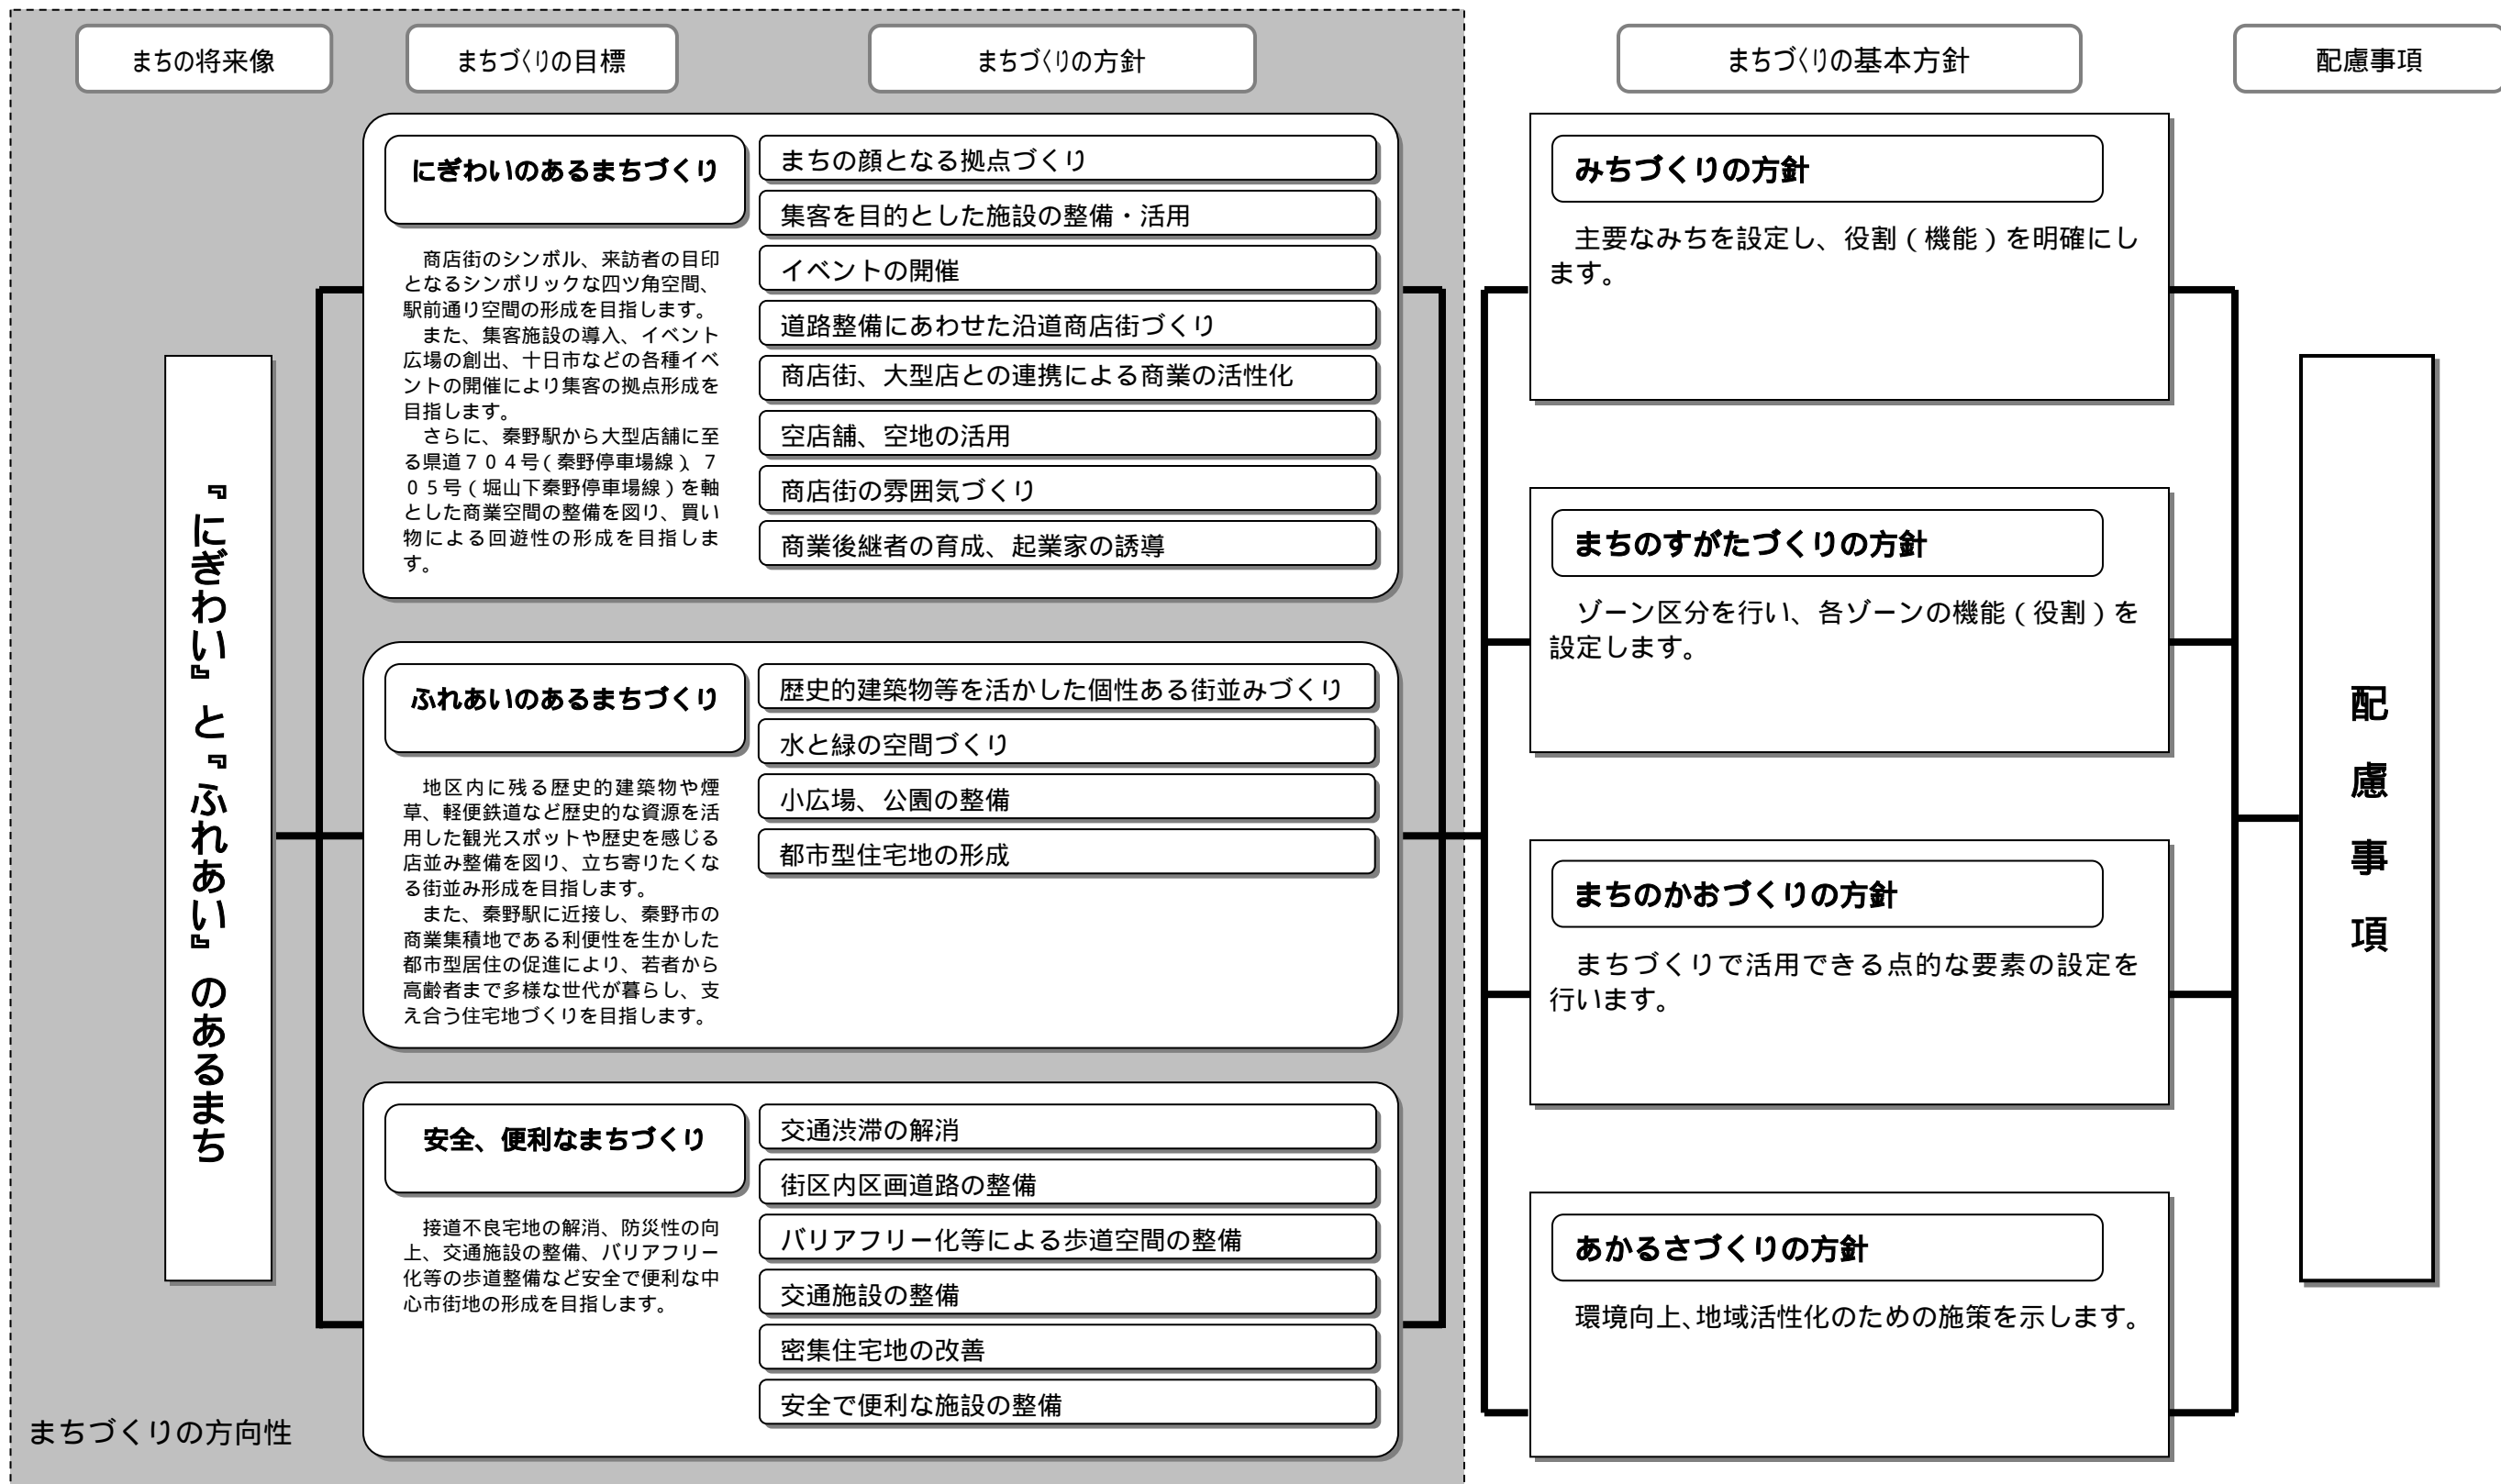 まちの将来像
まちづくりの目標
まちづくりの方針
まちづくりの基本方針
配慮事項
『にぎわい』と『ふれあい』のあるまち
にぎわいのあるまちづくり
商店街のシンボル、来訪者の目印
となるシンボリックな四ツ角空間、
駅前通り空間の形成を目指します。
また、集客施設の導入、イベント
広場の創出、十日市などの各種イベ
ントの開催により集客の拠点形成を
目指します。
さらに、秦野駅から大型店舗に至
る県道７０４号(秦野停車場線)、７
０５号(堀山下秦野停車場線)を軸
とした商業空間の整備を図り、買い
物による回遊性の形成を目指しま
す。
まちの顔となる拠点づくり
集客を目的とした施設の整備・活用
イベントの開催
道路整備にあわせた沿道商店街づくり
商店街、大型店との連携による商業の活性化
空店舗、空地の活用
商店街の雰囲気づくり
商業後継者の育成、起業家の誘導
ふれあいのあるまちづくり
地区内に残る歴史的建築物や煙
草、軽便鉄道など歴史的な資源を活
用した観光スポットや歴史を感じる
店並み整備を図り、立ち寄りたくな
る街並み形成を目指します。
また、秦野駅に近接し、秦野市の
商業集積地である利便性を生かした
都市型居住の促進により、若者から
高齢者まで多様な世代が暮らし、支
え合う住宅地づくりを目指します。
歴史的建築物等を活かした個性ある街並みづくり
水と緑の空間づくり
小広場、公園の整備
都市型住宅地の形成
安全、便利なまちづくり
接道不良宅地の解消、防災性の向
上、交通施設の整備、バリアフリー
化等の歩道整備など安全で便利な中
心市街地の形成を目指します。
交通渋滞の解消
街区内区画道路の整備
バリアフリー化等による歩道空間の整備
交通施設の整備
密集住宅地の改善
安全で便利な施設の整備
まちづくりの方向性
みちづくりの方針
主要なみちを設定し、役割(機能)を明確にし
ます。
まちのすがたづくりの方針
ゾーン区分を行い、各ゾーンの機能(役割)を
設定します。
まちのかおづくりの方針
まちづくりで活用できる点的な要素の設定を
行います。
あかるさづくりの方針
環境向上、地域活性化のための施策を示します。
配慮事項